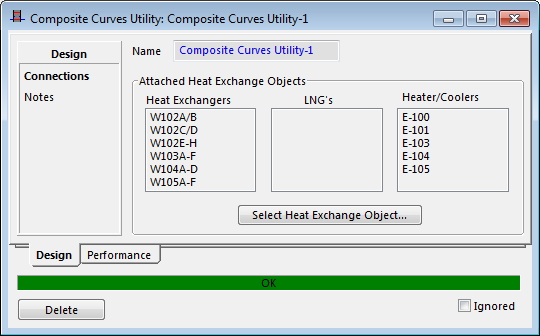 Composite Curves Utility: Composite Curves Utility-1
Design
Connections
Notes
Name Composite Curves Utility-1
Attached Heat Exchange Objects
Heat Exchangers
W102A/B
W102C/D
W102E-H
W103A-F
W104A-D
W105A-F
LNG's
Heater/Coolers
E-100
E-101
E-103
E-104
E-105
Select Heat Exchange Object...
Design Performance
OK
Delete
Ignored